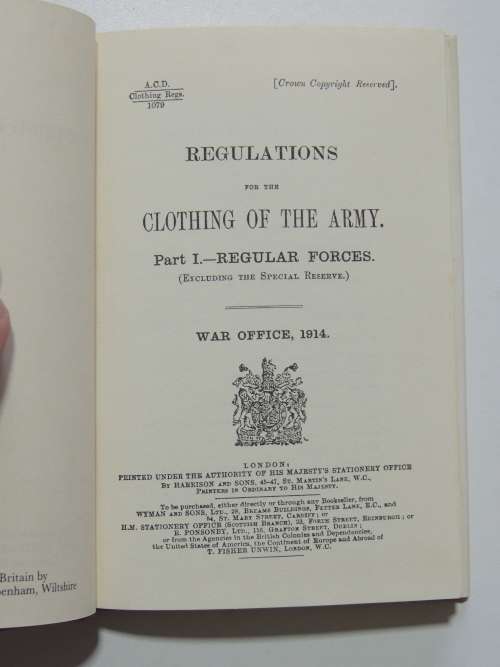 A.C.D.
Clothing Regs.
1079
[Crown Copyright Reserved].
REGULATIONS
FOR THE
CLOTHING OF THE ARMY.
Part I.—REGULAR FORCES.
(EXCLUDING THE SPECIAL RESERVE.)
WAR OFFICE, 1914.
LONDON:
PRINTED UNDER THE AUTHORITY OF HIS MAJESTY'S STATIONERY OFFICE
BY HARRISON AND SONS, 45-47, ST. MARTIN'S LANE, W.C.,
PRINTERS IN ORDINARY TO HIS MAJESTY.
To be purchased, either directly or through any Bookseller, from
WYMAN AND SONS, LTD., 29, BREAMS BUILDINGS, FETTER LANE, E.C., and
54, ST. MARY STREET, CARDIFF; or
H.M. STATIONERY OFFICE (SCOTTISH BRANCH), 23, FORTH STREET, EDINBURGH; or
E. PONSONBY, LTD., 116, GRAFTON STREET, DUBLIN;
or from the Agencies in the British Colonies and Dependencies,
the United States of America, the Continent of Europe and Abroad of
T. FISHER UNWIN, LONDON, W.C.
Britain by
penham, Wiltshire